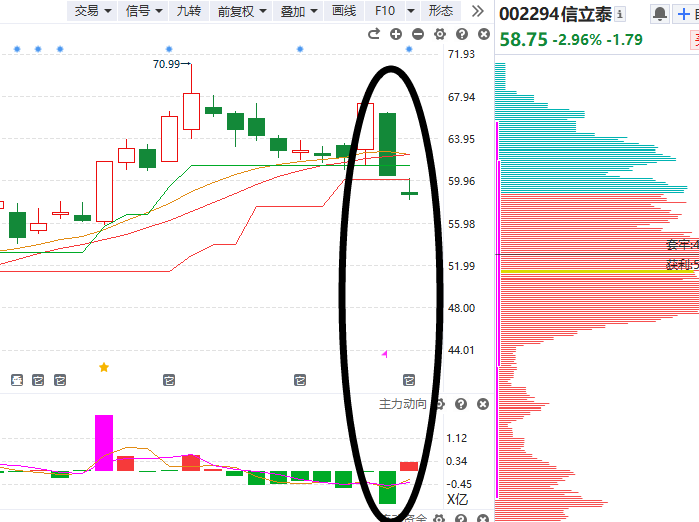 交易 信号 九转 前复权 叠加 画线 F10 形态
002294信立泰
58.75 -2.96% -1.79
71.93
70.99
67.94
63.95
59.96
55.98
51.99
48.00
44.01
套牢:4
获利:5
主力动向
1.12
0.34
-0.45
X亿